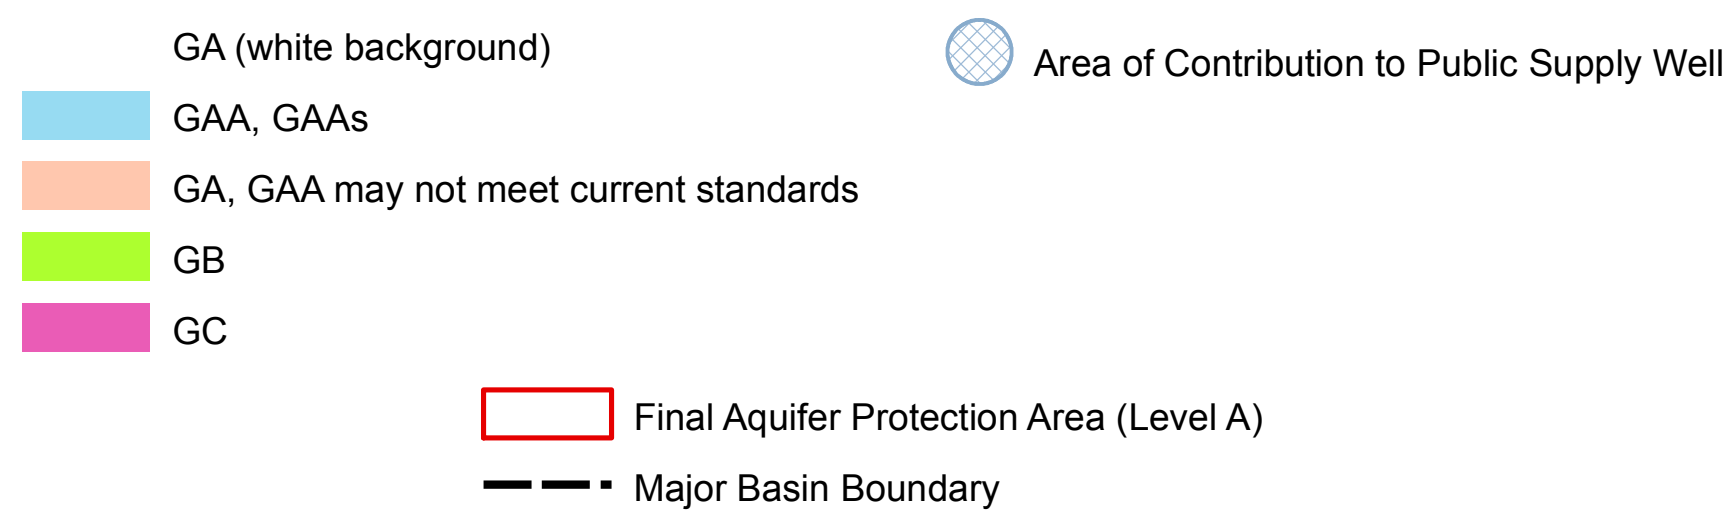 GA (white background)
GAA, GAAs
GA, GAA may not meet current standards
GB
GC
Area of Contribution to Public Supply Well
Final Aquifer Protection Area (Level A)
Major Basin Boundary